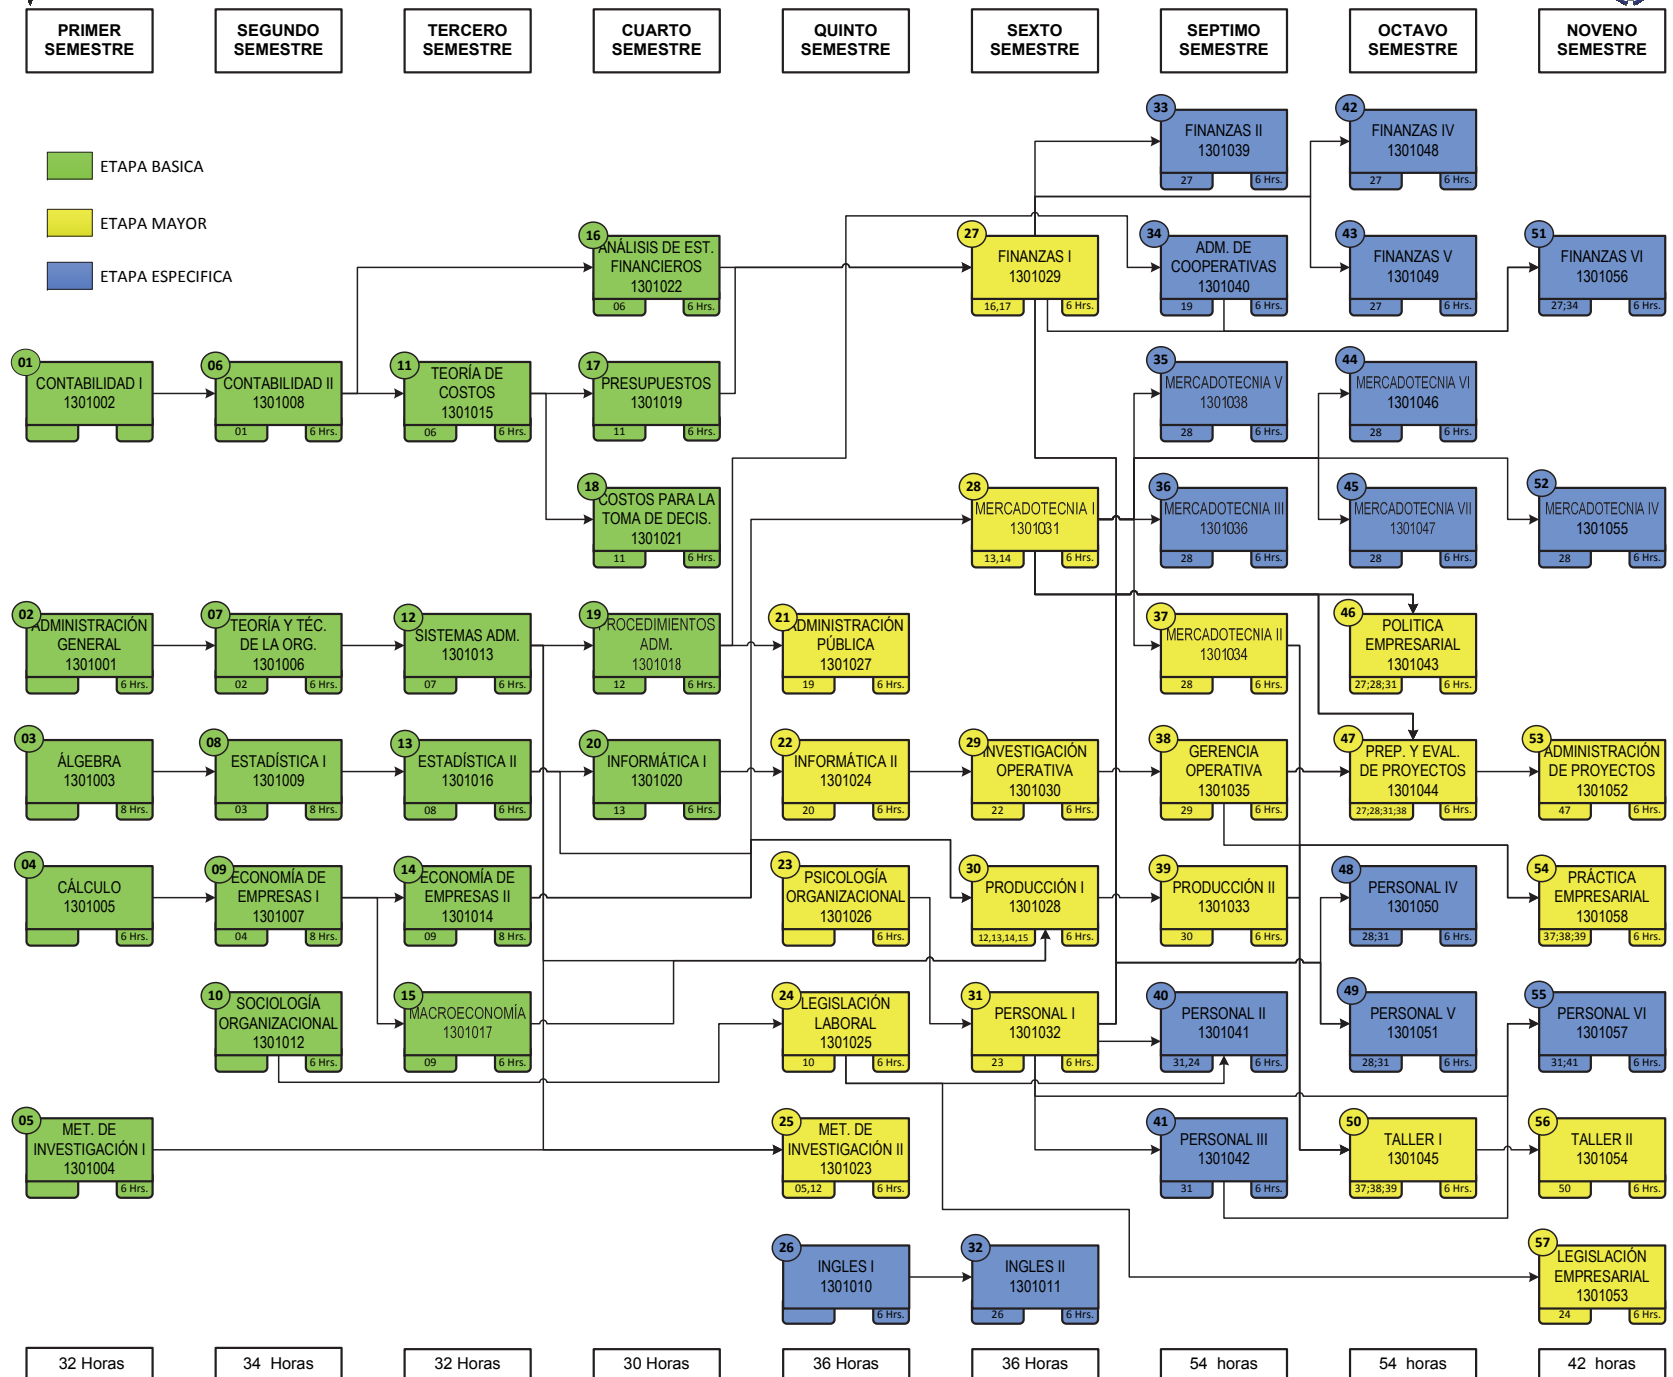 PRIMER
SEMESTRE
SEGUNDO
SEMESTRE
TERCERO
SEMESTRE
CUARTO
SEMESTRE
QUINTO
SEMESTRE
SEXTO
SEMESTRE
SEPTIMO
SEMESTRE
OCTAVO
SEMESTRE
NOVENO
SEMESTRE
ETAPA BASICA
ETAPA MAYOR
ETAPA ESPECIFICA
01
CONTABILIDAD I
1301002
02
ADMINISTRACIÓN
GENERAL
1301001
6 Hrs.
03
ÁLGEBRA
1301003
8 Hrs.
04
CÁLCULO
1301005
6 Hrs.
05
MET. DE
INVESTIGACIÓN I
1301004
6 Hrs.
32 Horas
06
CONTABILIDAD II
1301008
01 6 Hrs.
07
TEORÍA Y TÉC.
DE LA ORG.
1301006
02 6 Hrs.
08
ESTADÍSTICA I
1301009
03 8 Hrs.
09
ECONOMÍA DE
EMPRESAS I
1301007
04 8 Hrs.
10
SOCIOLOGÍA
ORGANIZACIONAL
1301012
6 Hrs.
34 Horas
11
TEORÍA DE
COSTOS
1301015
06 6 Hrs.
12
SISTEMAS ADM.
1301013
07 6 Hrs.
13
ESTADÍSTICA II
1301016
08 6 Hrs.
14
ECONOMÍA DE
EMPRESAS II
1301014
09 8 Hrs.
15
MACROECONOMÍA
1301017
09 6 Hrs.
32 Horas
16
ANÁLISIS DE EST.
FINANCIEROS
1301022
06 6 Hrs.
17
PRESUPUESTOS
1301019
11 6 Hrs.
18
COSTOS PARA LA
TOMA DE DECIS.
1301021
11 6 Hrs.
19
PROCEDIMIENTOS
ADM.
1301018
12 6 Hrs.
20
INFORMÁTICA I
1301020
13 6 Hrs.
30 Horas
21
ADMINISTRACIÓN
PÚBLICA
1301027
19 6 Hrs.
22
INFORMÁTICA II
1301024
20 6 Hrs.
23
PSICOLOGÍA
ORGANIZACIONAL
1301026
6 Hrs.
24
LEGISLACIÓN
LABORAL
1301025
10 6 Hrs.
25
MET. DE
INVESTIGACIÓN II
1301023
05,12 6 Hrs.
26
INGLES I
1301010
6 Hrs.
36 Horas
27
FINANZAS I
1301029
16,17 6 Hrs.
28
MERCADOTECNIA I
1301031
13,14 6 Hrs.
29
INVESTIGACIÓN
OPERATIVA
1301030
22 6 Hrs.
30
PRODUCCIÓN I
1301028
12,13,14,15 6 Hrs.
31
PERSONAL I
1301032
23 6 Hrs.
32
INGLES II
1301011
26 6 Hrs.
36 Horas
33
FINANZAS II
1301039
27 6 Hrs.
34
ADM. DE
COOPERATIVAS
1301040
19 6 Hrs.
35
MERCADOTECNIA V
1301038
28 6 Hrs.
36
MERCADOTECNIA III
1301036
28 6 Hrs.
37
MERCADOTECNIA II
1301034
28 6 Hrs.
38
GERENCIA
OPERATIVA
1301035
29 6 Hrs.
39
PRODUCCIÓN II
1301033
30 6 Hrs.
40
PERSONAL II
1301041
31,24 6 Hrs.
41
PERSONAL III
1301042
31 6 Hrs.
54 horas
42
FINANZAS IV
1301048
27 6 Hrs.
43
FINANZAS V
1301049
27 6 Hrs.
44
MERCADOTECNIA VI
1301046
28 6 Hrs.
45
MERCADOTECNIA VII
1301047
28 6 Hrs.
46
POLITICA
EMPRESARIAL
1301043
27;28;31 6 Hrs.
47
PREP. Y EVAL.
DE PROYECTOS
1301044
27;28;31;38 6 Hrs.
48
PERSONAL IV
1301050
28;31 6 Hrs.
49
PERSONAL V
1301051
28;31 6 Hrs.
50
TALLER I
1301045
37;38;39 6 Hrs.
54 horas
51
FINANZAS VI
1301056
27;34 6 Hrs.
52
MERCADOTECNIA IV
1301055
28 6 Hrs.
53
ADMINISTRACIÓN
DE PROYECTOS
1301052
47 6 Hrs.
54
PRÁCTICA
EMPRESARIAL
1301058
37;38;39 6 Hrs.
55
PERSONAL VI
1301057
31;41 6 Hrs.
56
TALLER II
1301054
50 6 Hrs.
57
LEGISLACIÓN
EMPRESARIAL
1301053
24 6 Hrs.
42 horas